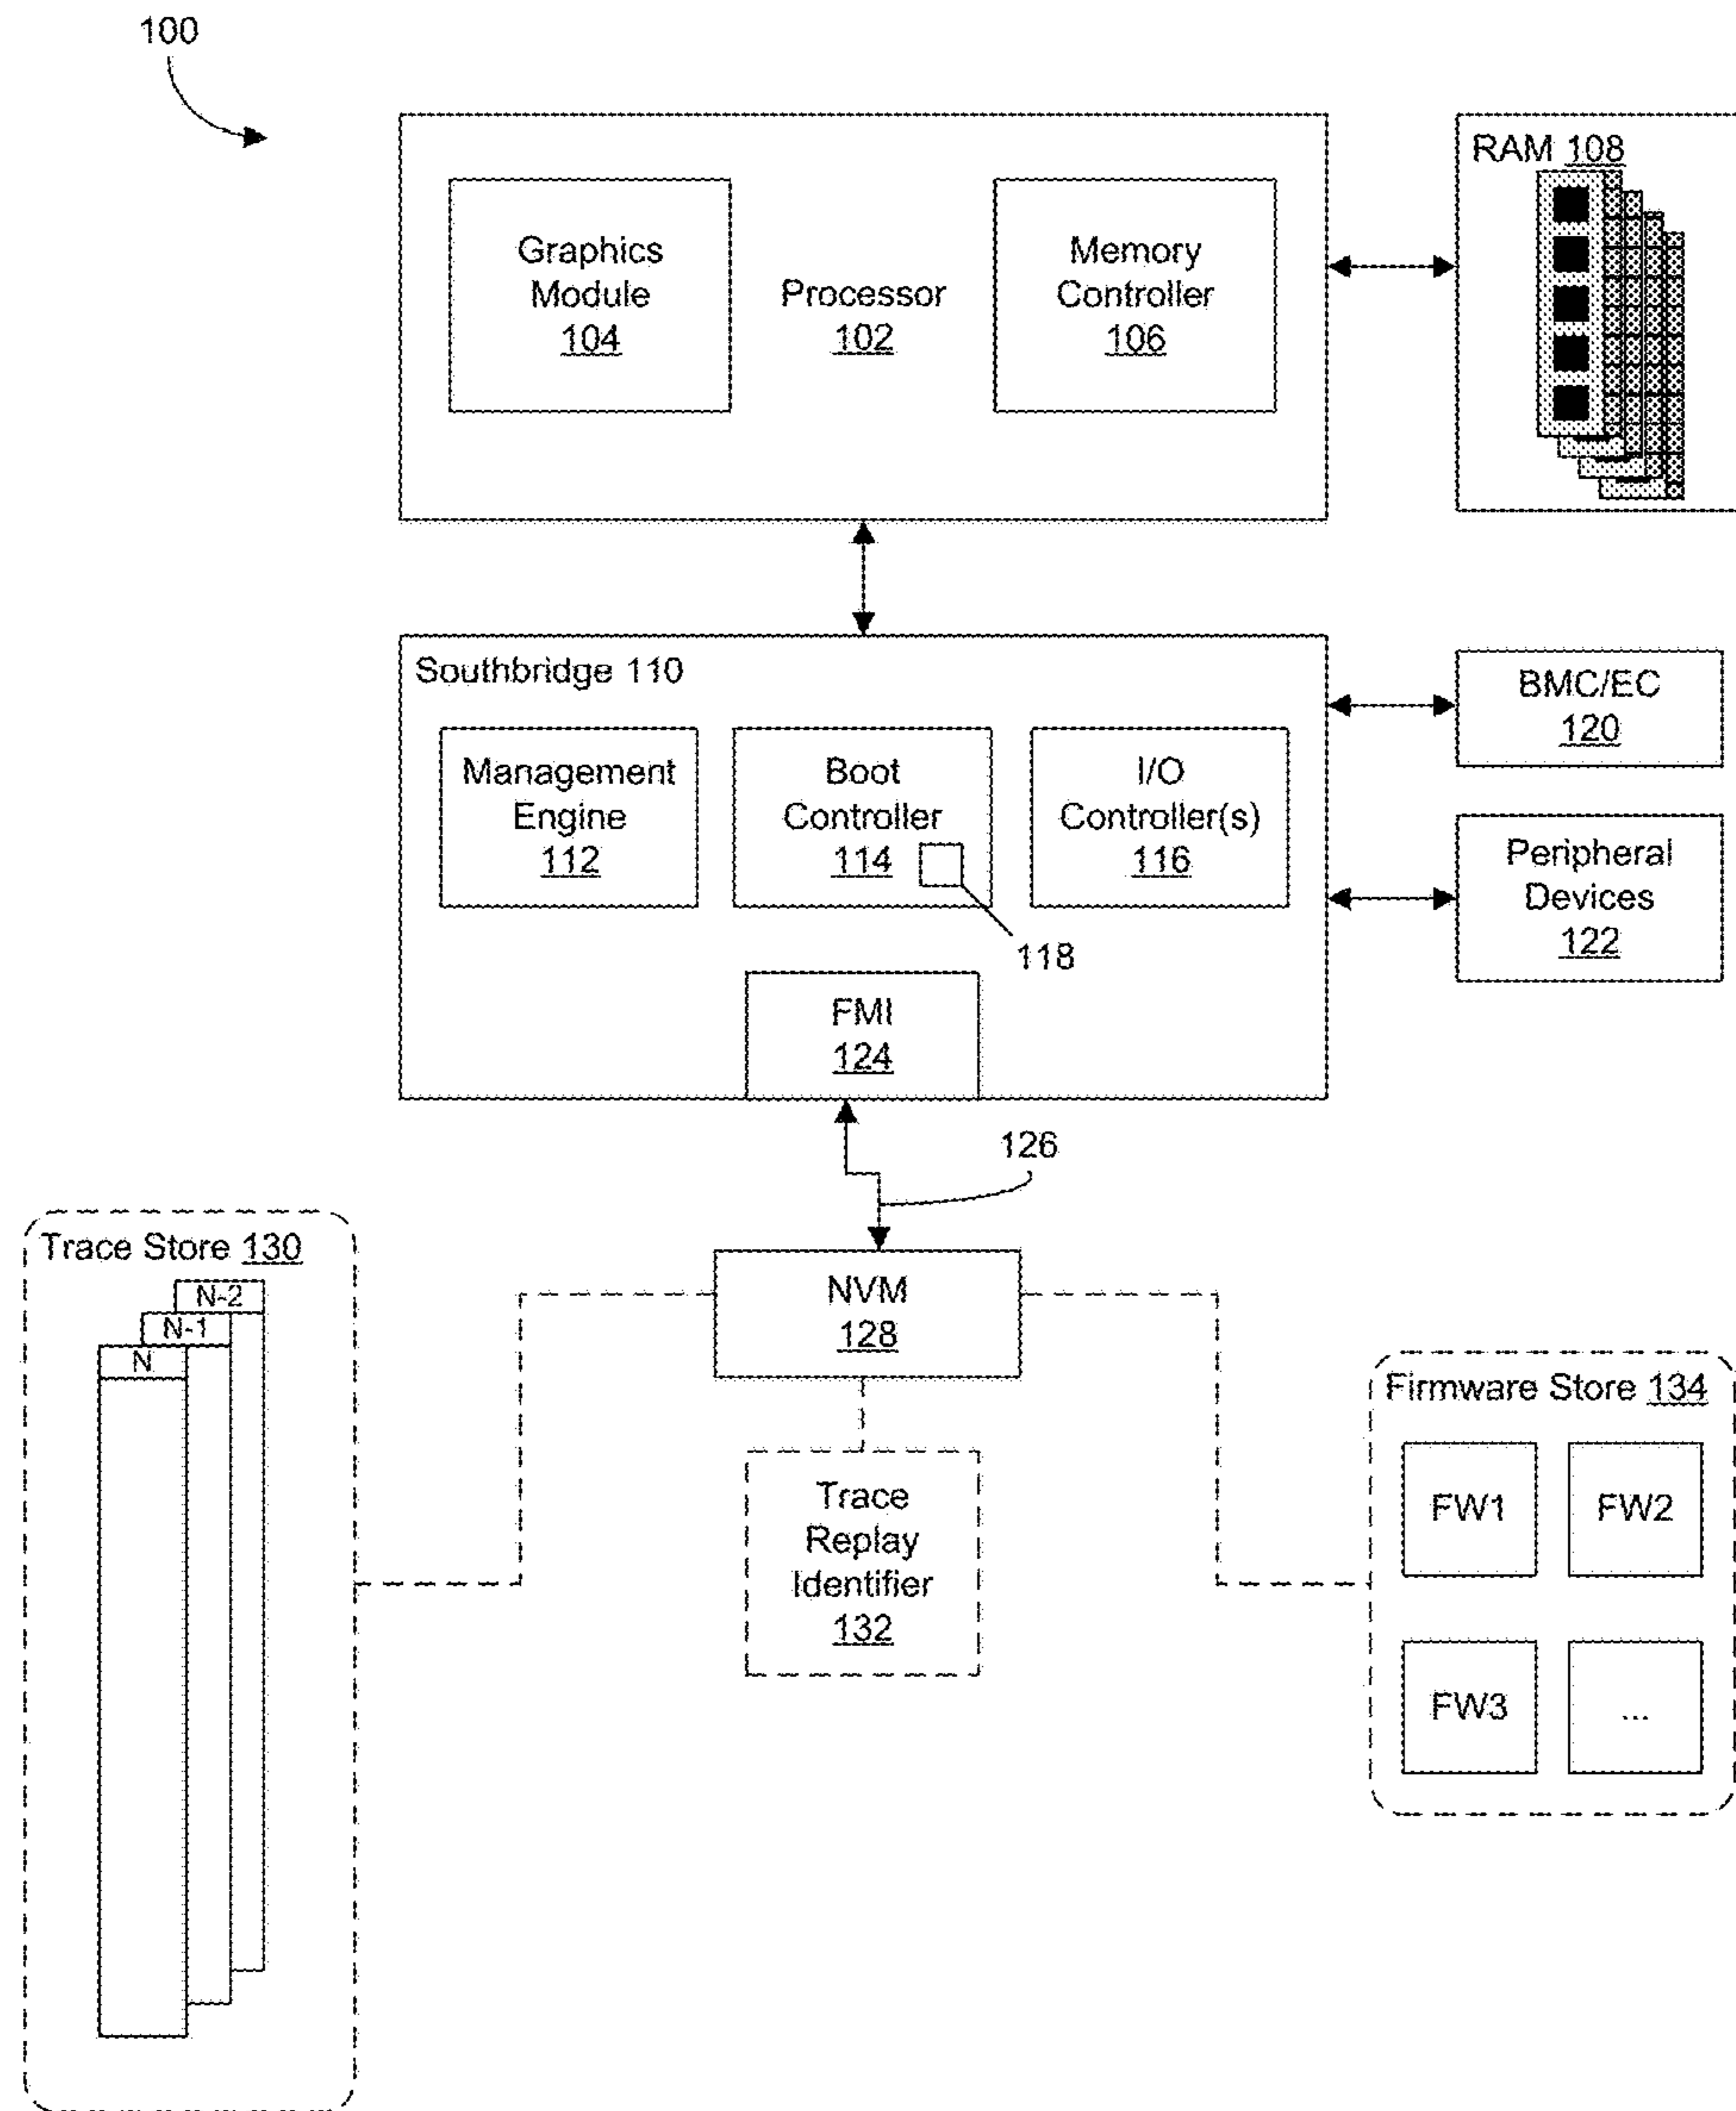 100
RAM 108
Graphics
Module
104
Processor
102
Memory
Controller
106
Southbridge 110
Management
Engine
112
Boot
Controller
114
I/O
Controller(s)
116
118
BMC/EC
120
Peripheral
Devices
122
FMI
124
126
Trace Store 130
N-2
N-1
N
NVM
128
Trace
Replay
Identifier
132
Firmware Store 134
FW1
FW2
FW3
...